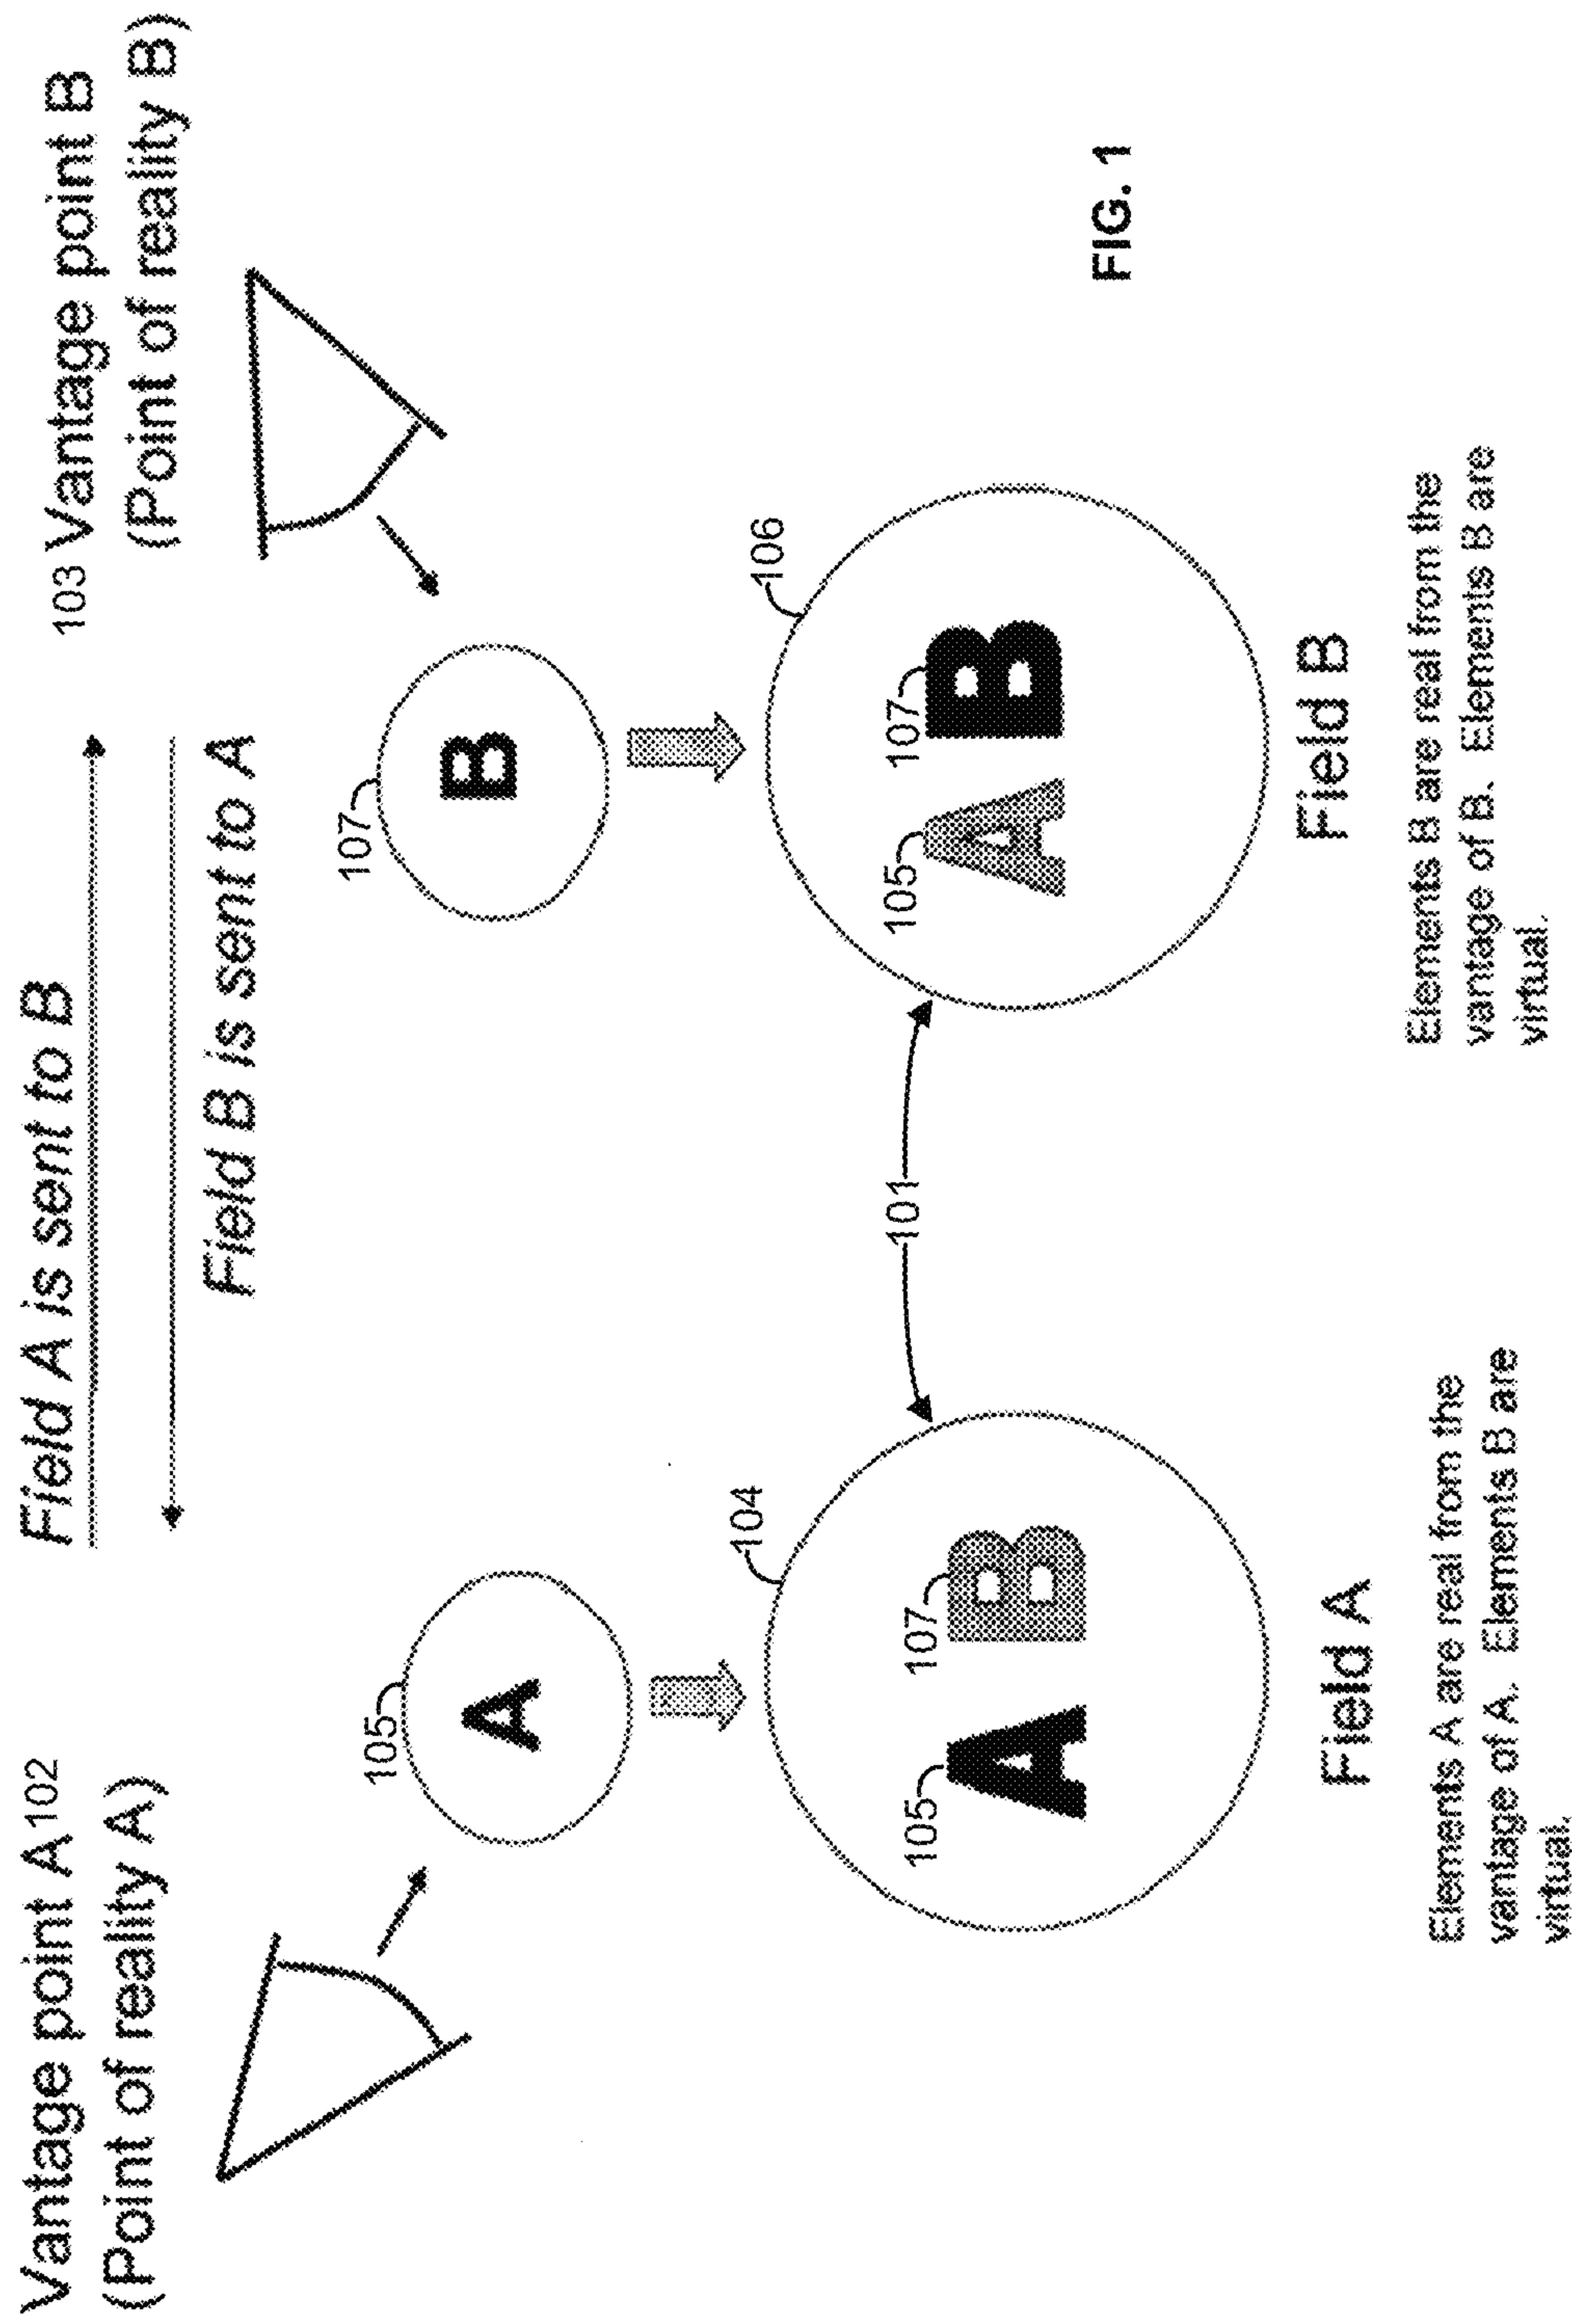 Vantage point A 102
(Point of reality A)
Field A is sent to B
Field B is sent to A
103 Vantage point B
(Point of reality B)
105
A
107
B
104
105
107
A B
101
106
105
107
A B
Field A
Field B
Elements A are real from the
vantage of A. Elements B are
virtual.
Elements B are real from the
vantage of B. Elements B are
virtual.
FIG. 1